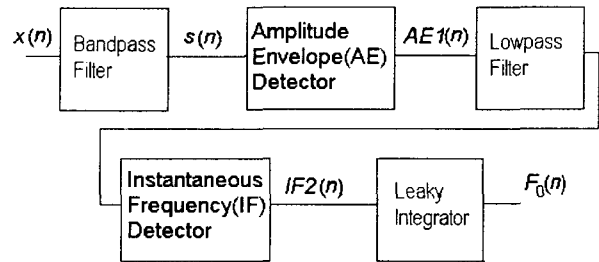 x(n)
Bandpass
Filter
s(n)
Amplitude
Envelope(AE)
Detector
AE1(n)
Lowpass
Filter
Instantaneous
Frequency(IF)
Detector
IF2(n)
Leaky
Integrator
F₀(n)